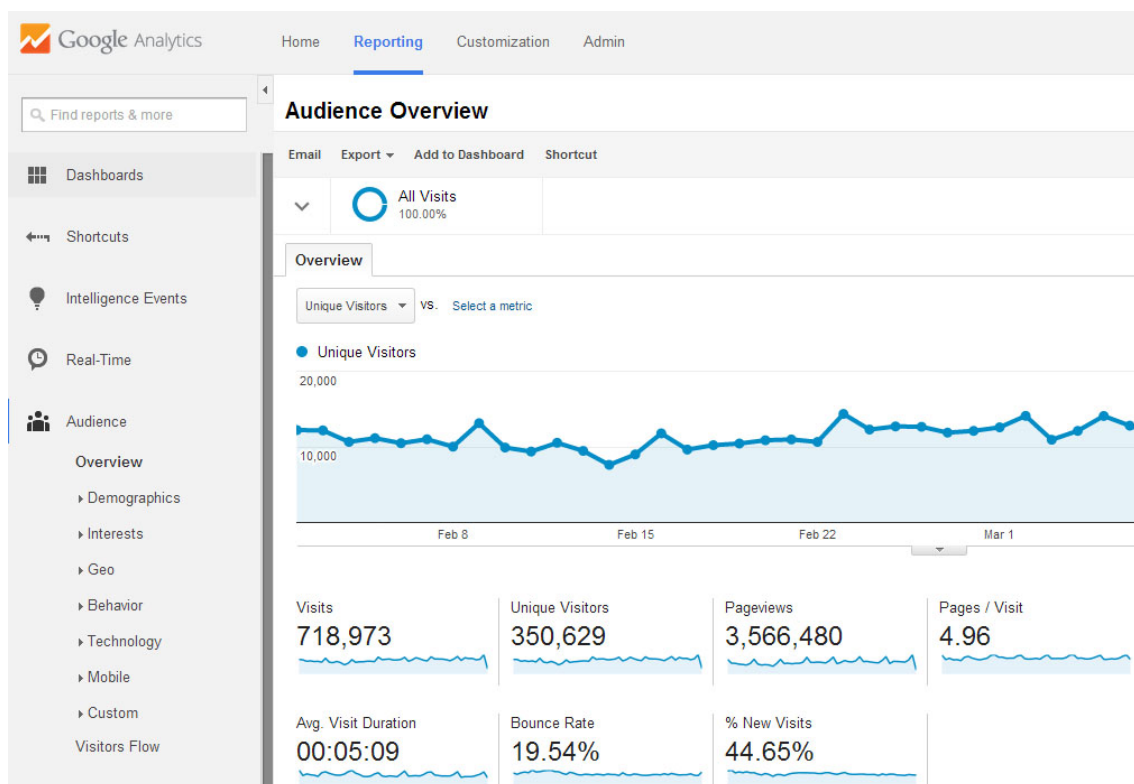 Google Analytics
Home Reporting Customization Admin
Find reports & more
Dashboards
Shortcuts
Intelligence Events
Real-Time
Audience
Overview
Demographics
Interests
Geo
Behavior
Technology
Mobile
Custom
Visitors Flow
Audience Overview
Email Export Add to Dashboard Shortcut
All Visits
100.00%
Overview
Unique Visitors VS. Select a metric
Unique Visitors
20,000
10,000
Feb 8 Feb 15 Feb 22 Mar 1
Visits Unique Visitors Pageviews Pages / Visit
718,973 350,629 3,566,480 4.96
Avg. Visit Duration Bounce Rate % New Visits
00:05:09 19.54% 44.65%